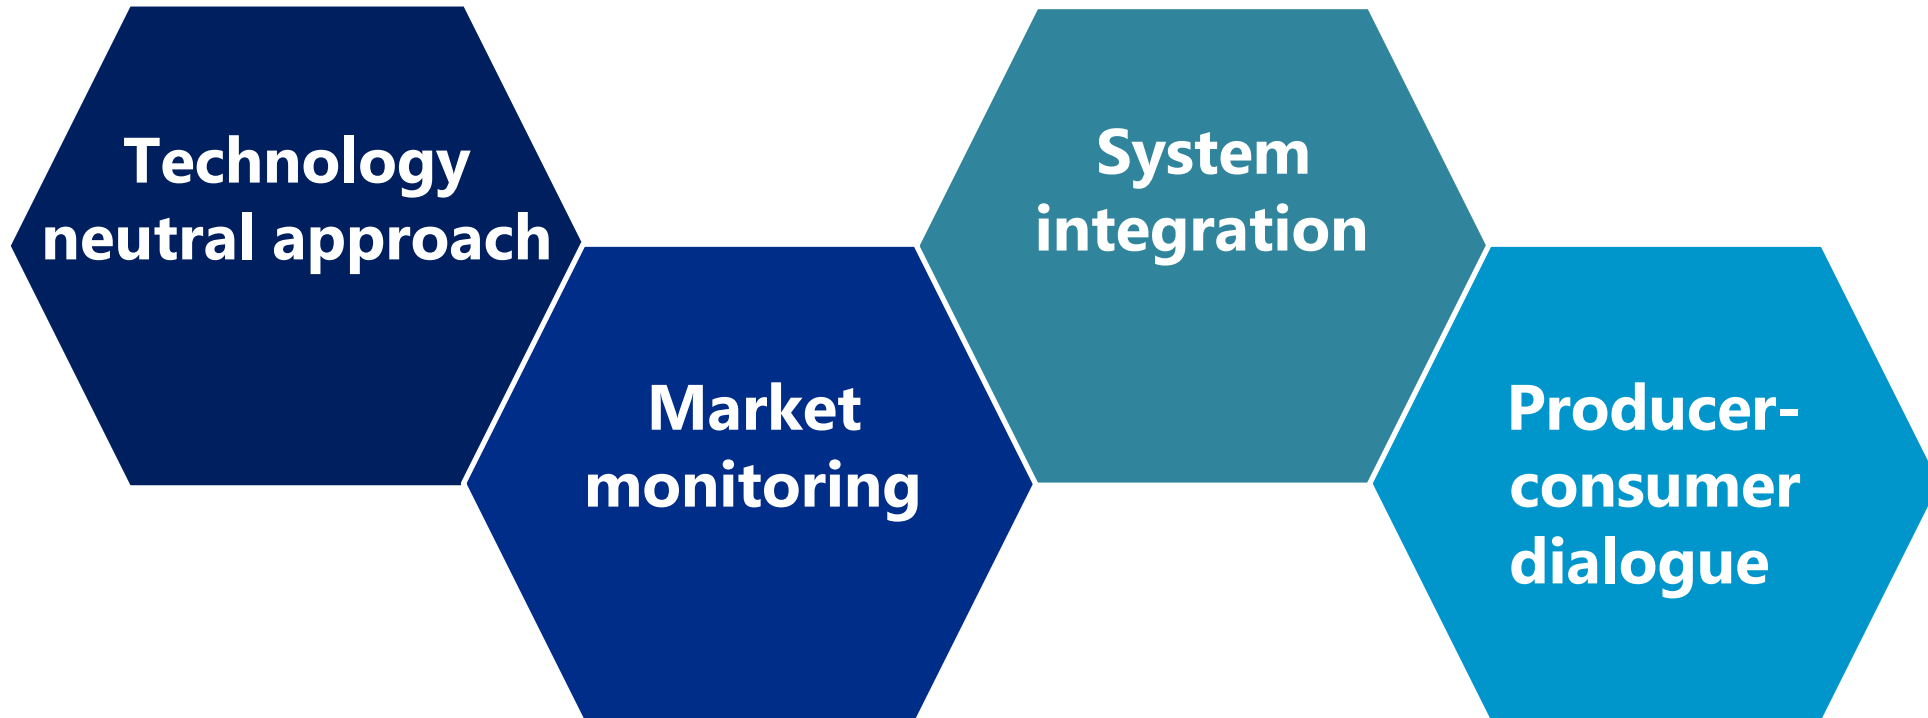 Technology
neutral approach
Market
monitoring
System
integration
Producer-
consumer
dialogue